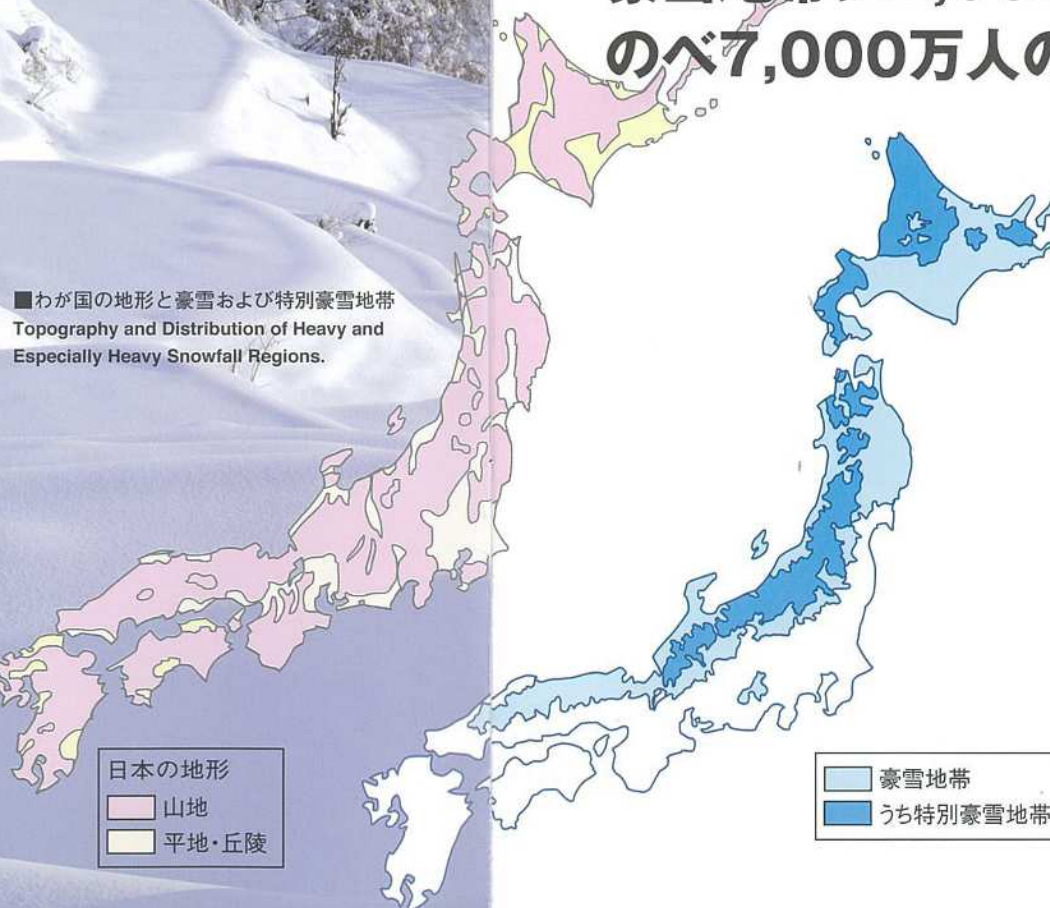 のべ7,000万人の
■わが国の地形と豪雪および特別豪雪地帯
Topography and Distribution of Heavy and
Especially Heavy Snowfall Regions.
日本の地形
山地
平地・丘陵
豪雪地帯
うち特別豪雪地帯